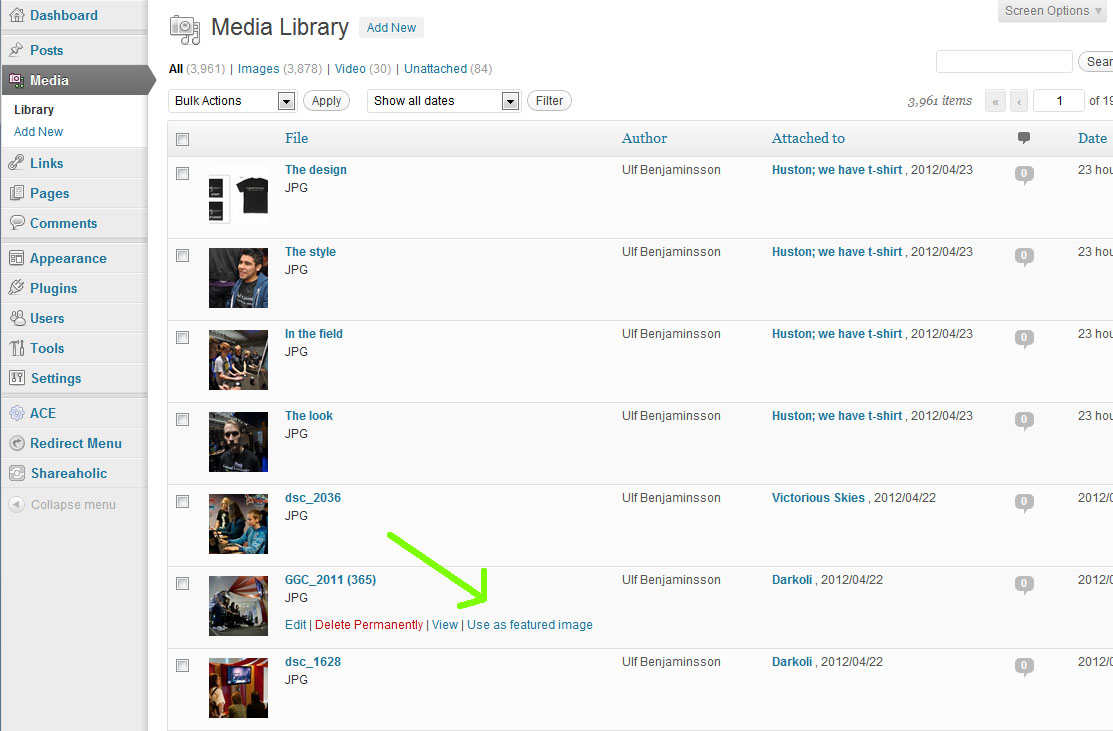 Dashboard
Posts
Media
Library
Add New
Links
Pages
Comments
Appearance
Plugins
Users
Tools
Settings
ACE
Redirect Menu
Shareaholic
Collapse menu
Screen Options
Media Library Add New
All (3,961) | Images (3,878) | Video (30) | Unattached (84)
Sear
Bulk Actions Apply Show all dates Filter 3,961 items « ‹ 1 of 19
File Author Attached to Date
The design Ulf Benjaminsson Huston; we have t-shirt , 2012/04/23 0 23 hou
JPG
The style Ulf Benjaminsson Huston; we have t-shirt , 2012/04/23 0 23 hou
JPG
In the field Ulf Benjaminsson Huston; we have t-shirt , 2012/04/23 0 23 hou
JPG
The look Ulf Benjaminsson Huston; we have t-shirt , 2012/04/23 0 23 hou
JPG
dsc_2036 Ulf Benjaminsson Victorious Skies , 2012/04/22 0 2012/0
JPG
GGC_2011 (365) Ulf Benjaminsson Darkoli , 2012/04/22 0 2012/0
JPG
Edit | Delete Permanently | View | Use as featured image
dsc_1628 Ulf Benjaminsson Darkoli , 2012/04/22 0 2012/0
JPG